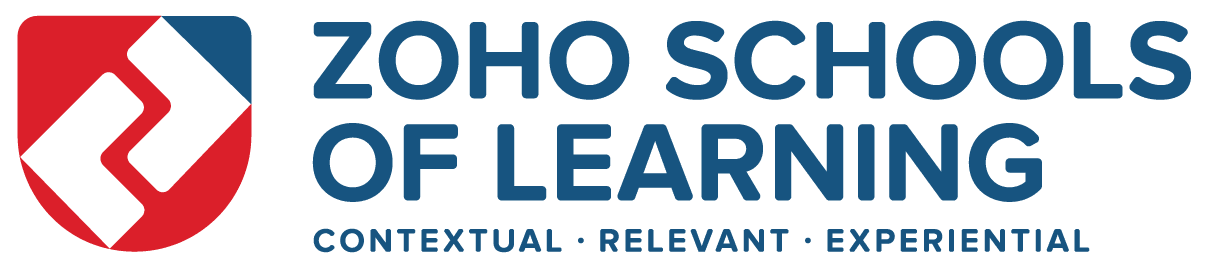 ZOHO SCHOOLS
OF LEARNING
CONTEXTUAL · RELEVANT · EXPERIENTIAL